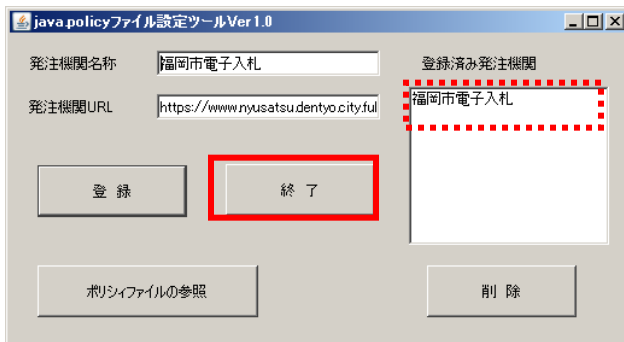 java.policyファイル設定ツールVer1.0
発注機関名称
福岡市電子入札
登録済み発注機関
発注機関URL
https://www.nyusatsu.dentyo.city.ful
福岡市電子入札
登 録
終 了
ポリシィファイルの参照
削 除